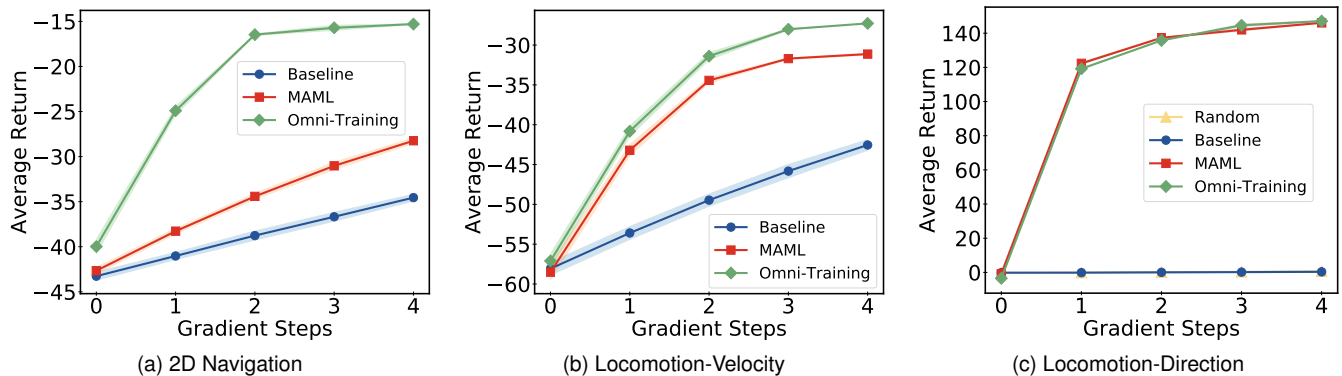 −15
−20
−25
−30
−35
−40
−45
Average Return
Baseline
MAML
Omni-Training
0 1 2 3 4
Gradient Steps
(a) 2D Navigation
−30
−35
−40
−45
−50
−55
−60
Average Return
Baseline
MAML
Omni-Training
0 1 2 3 4
Gradient Steps
(b) Locomotion-Velocity
140
120
100
80
60
40
20
0
Average Return
Random
Baseline
MAML
Omni-Training
0 1 2 3 4
Gradient Steps
(c) Locomotion-Direction